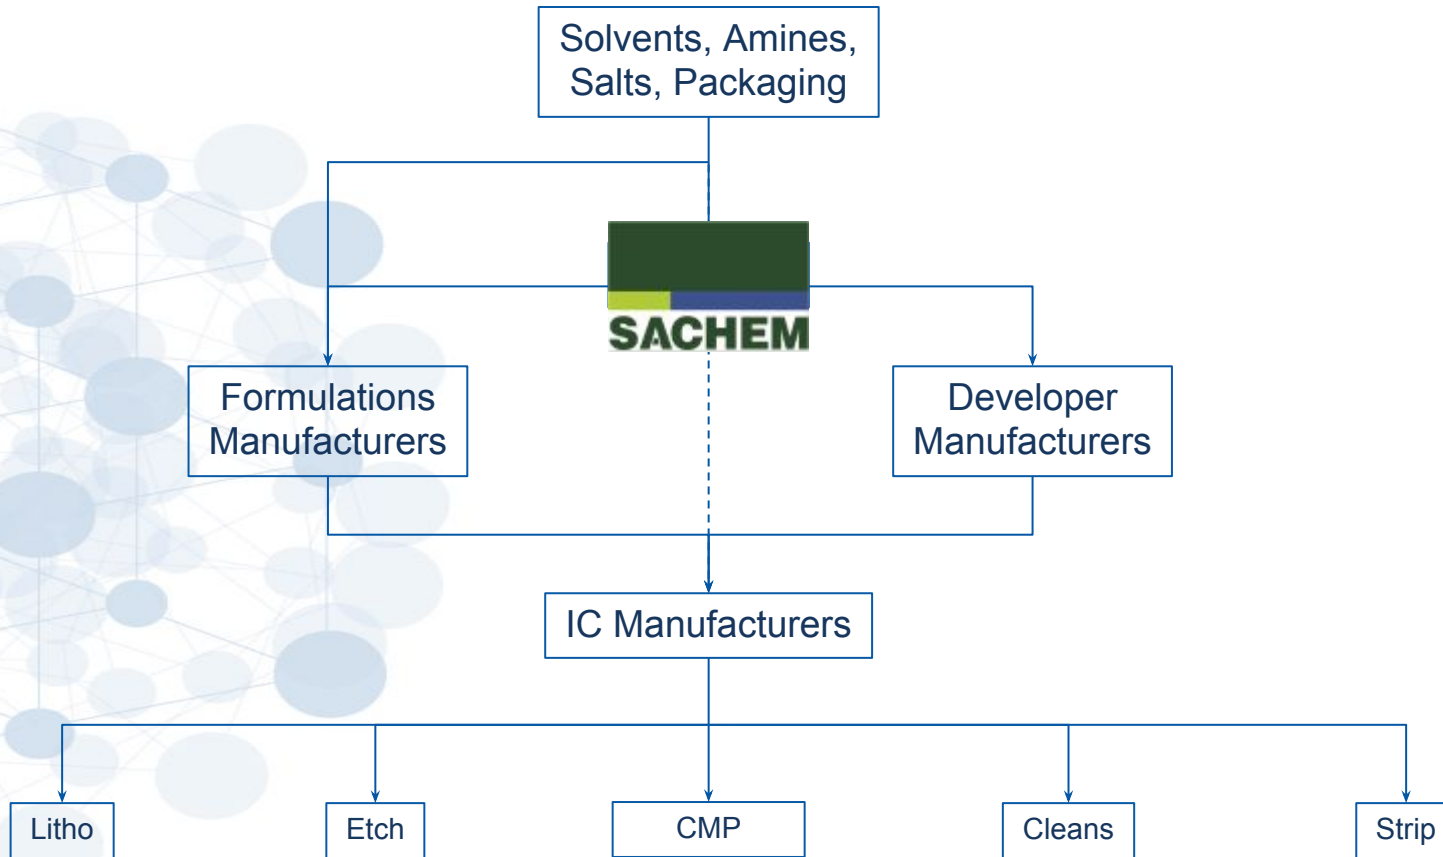 Solvents, Amines,
Salts, Packaging
SACHEM
Formulations
Manufacturers
Developer
Manufacturers
IC Manufacturers
Litho
Etch
CMP
Cleans
Strip